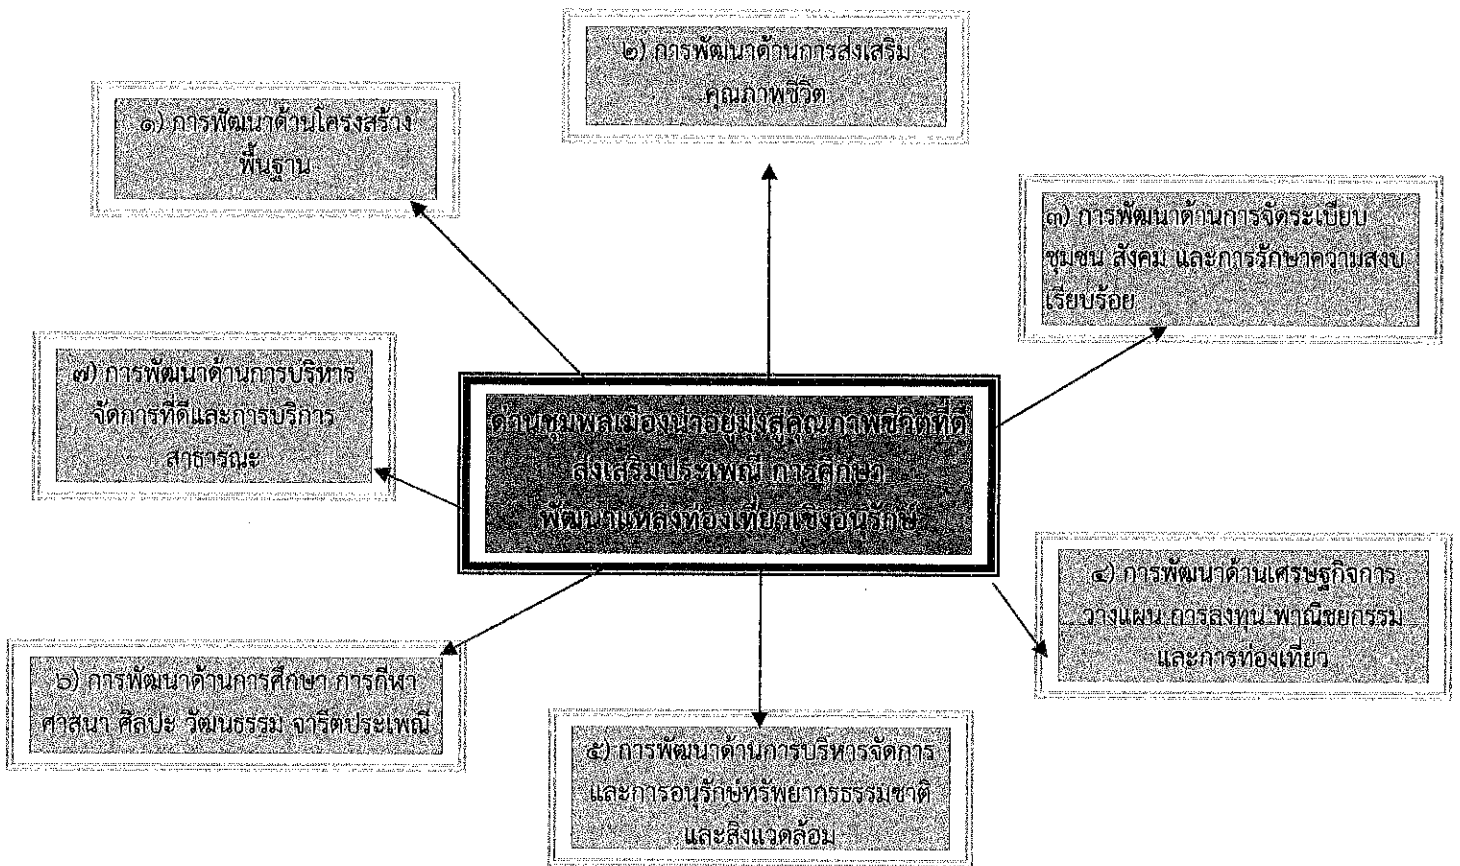 ๒) การพัฒนาด้านการส่งเสริม
คุณภาพชีวิต
๑) การพัฒนาด้านโครงสร้าง
พื้นฐาน
๓) การพัฒนาด้านการจัดระเบียบ
ชุมชน สังคม และการรักษาความสงบ
เรียบร้อย
๗) การพัฒนาด้านการบริหาร
จัดการที่ดีและการบริการ
สาธารณะ
ด่านชุมพลเมืองน่าอยู่มุ่งสู่คุณภาพชีวิตที่ดี
ส่งเสริมประเพณี การศึกษา
พัฒนาแหล่งท่องเที่ยวเชิงอนุรักษ์
๔) การพัฒนาด้านเศรษฐกิจการ
วางแผน การลงทุน พาณิชยกรรม
และการท่องเที่ยว
๖) การพัฒนาด้านการศึกษา การกีฬา
ศาสนา ศิลปะ วัฒนธรรม จารีตประเพณี
๕) การพัฒนาด้านการบริหารจัดการ
และการอนุรักษ์ทรัพยากรธรรมชาติ
และสิ่งแวดล้อม